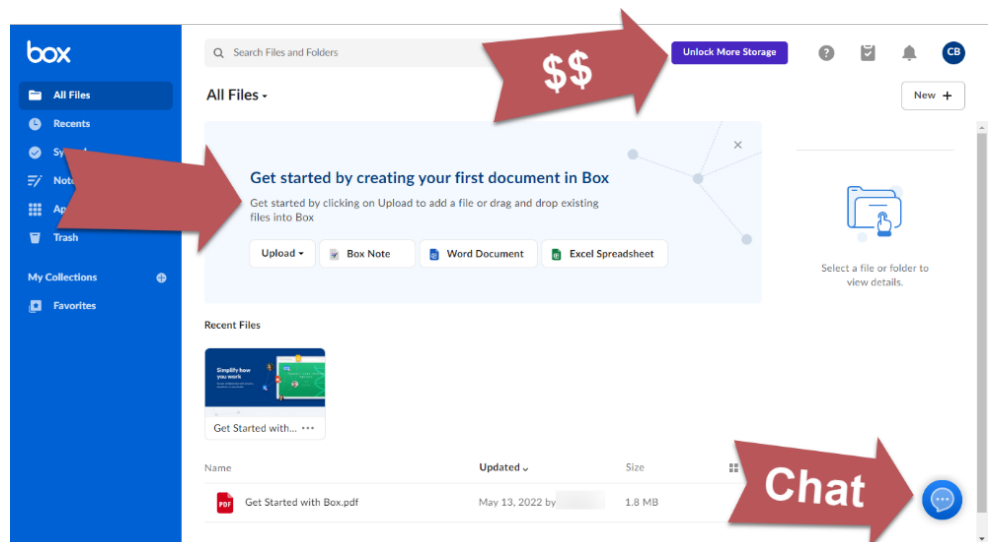 box
Search Files and Folders
$$
Unlock More Storage
?
CB
All Files
All Files
New +
Recents
Get started by creating your first document in Box
Get started by clicking on Upload to add a file or drag and drop existing
files into Box
Trash
Upload
Box Note
Word Document
Excel Spreadsheet
My Collections
Favorites
Select a file or folder to
view details.
Recent Files
Simplify how
you work
Get Started with...
Name
Updated
Size
Chat
PDF
Get Started with Box.pdf
May 13, 2022 by
1.8 MB